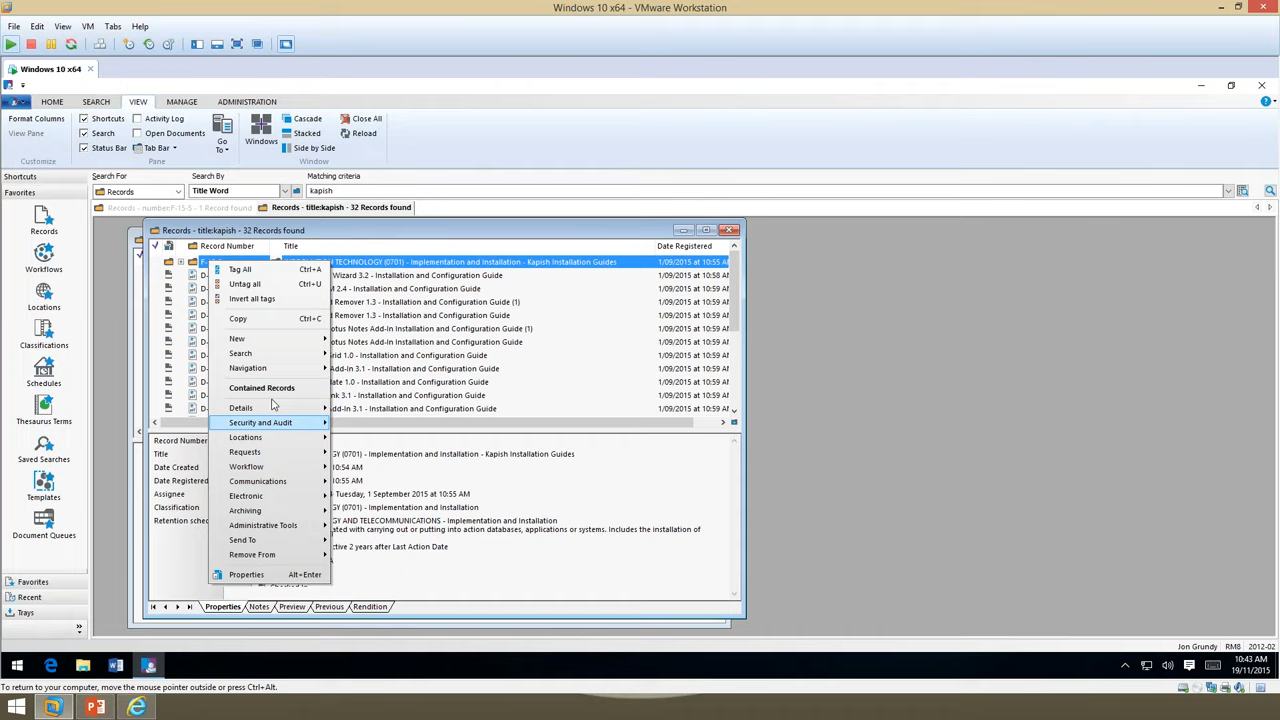 Windows 10 x64 - VMware Workstation
File Edit View VM Tabs Help
Windows 10 x64
HOME SEARCH VIEW MANAGE ADMINISTRATION
Format Columns Shortcuts Activity Log Cascade Close All
View Pane Search Open Documents Go To Windows Stacked Reload
Status Bar Tab Bar Side by Side
Customize Pane Window
Shortcuts Search For Search By Matching criteria
Favorites Records Title Word kapish
Records - number:F-15-5 - 1 Record found Records - title:kapish - 32 Records found
Records
Workflows
Locations
Classifications
Schedules
Thesaurus Terms
Saved Searches
Templates
Document Queues
Favorites
Recent
Trays
Records - title:kapish - 32 Records found
Record Number Title Date Registered
TECHNOLOGY (0701) - Implementation and Installation - Kapish Installation Guides 1/09/2015 at 10:55 AM
D- Wizard 3.2 - Installation and Configuration Guide 1/09/2015 at 10:58 AM
D- 2.4 - Installation and Configuration Guide 1/09/2015 at 10:59 AM
D- d Remover 1.3 - Installation and Configuration Guide (1) 1/09/2015 at 10:59 AM
D- d Remover 1.3 - Installation and Configuration Guide 1/09/2015 at 10:59 AM
D- otus Notes Add-In Installation and Configuration Guide (1) 1/09/2015 at 10:59 AM
D- otus Notes Add-In Installation and Configuration Guide 1/09/2015 at 10:59 AM
D- rid 1.0 - Installation and Configuration Guide 1/09/2015 at 10:59 AM
D- Add-In 3.1 - Installation and Configuration Guide 1/09/2015 at 10:59 AM
D- ate 1.0 - Installation and Configuration Guide 1/09/2015 at 10:59 AM
D- nk 3.1 - Installation and Configuration Guide 1/09/2015 at 10:59 AM
D- Add-In 3.1 - Installation and Configuration Guide 1/09/2015 at 10:59 AM
Tag All Ctrl+A
Untag all Ctrl+U
Invert all tags
Copy Ctrl+C
New
Search
Navigation
Contained Records
Details
Security and Audit
Locations
Requests
Workflow
Communications
Electronic
Archiving
Administrative Tools
Send To
Remove From
Properties Alt+Enter
Record Number
Title GY (0701) - Implementation and Installation - Kapish Installation Guides
Date Created 10:54 AM
Date Registered 10:55 AM
Assignee Tuesday, 1 September 2015 at 10:55 AM
Classification GY (0701) - Implementation and Installation
Retention sched Y AND TELECOMMUNICATIONS - Implementation and Installation
ated with carrying out or putting into action databases, applications or systems. Includes the installation of
ctive 2 years after Last Action Date
Properties Notes Preview Previous Rendition
Jon Grundy RM8 2012-02
10:43 AM
19/11/2015
To return to your computer, move the mouse pointer outside or press Ctrl+Alt.